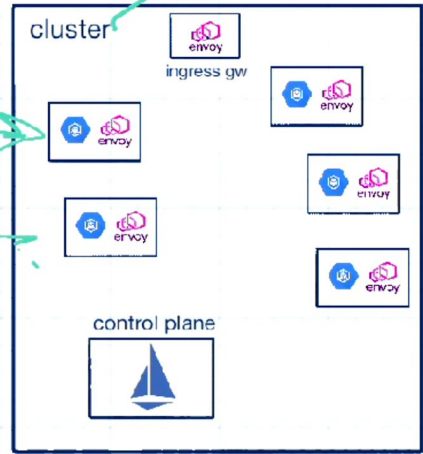 cluster
envoy
ingress gw
envoy
envoy
envoy
envoy
envoy
control plane